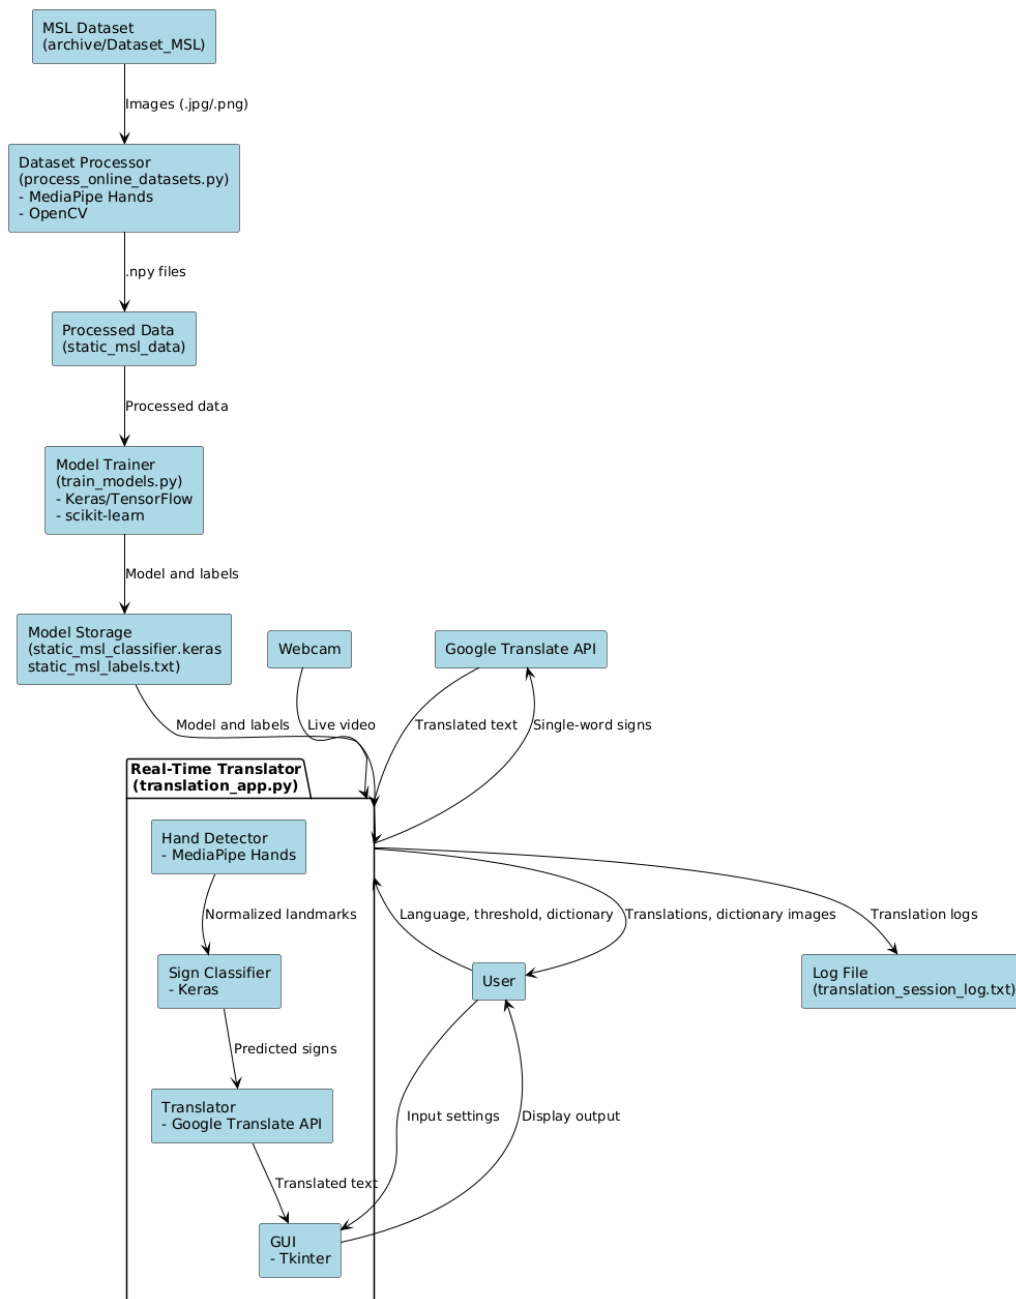 MSL Dataset
(archive/Dataset_MSL)
Images (.jpg/.png)
Dataset Processor
(process_online_datasets.py)
- MediaPipe Hands
- OpenCV
.npy files
Processed Data
(static_msl_data)
Processed data
Model Trainer
(train_models.py)
- Keras/TensorFlow
- scikit-learn
Model and labels
Model Storage
(static_msl_classifier.keras
static_msl_labels.txt)
Webcam
Google Translate API
Model and labels
Live video
Translated text
Single-word signs
Real-Time Translator
(translation_app.py)
Hand Detector
- MediaPipe Hands
Normalized landmarks
Language, threshold, dictionary
Translations, dictionary images
Translation logs
Sign Classifier
- Keras
User
Log File
(translation_session_log.txt)
Predicted signs
Translator
- Google Translate API
Input settings
Display output
Translated text
GUI
- Tkinter